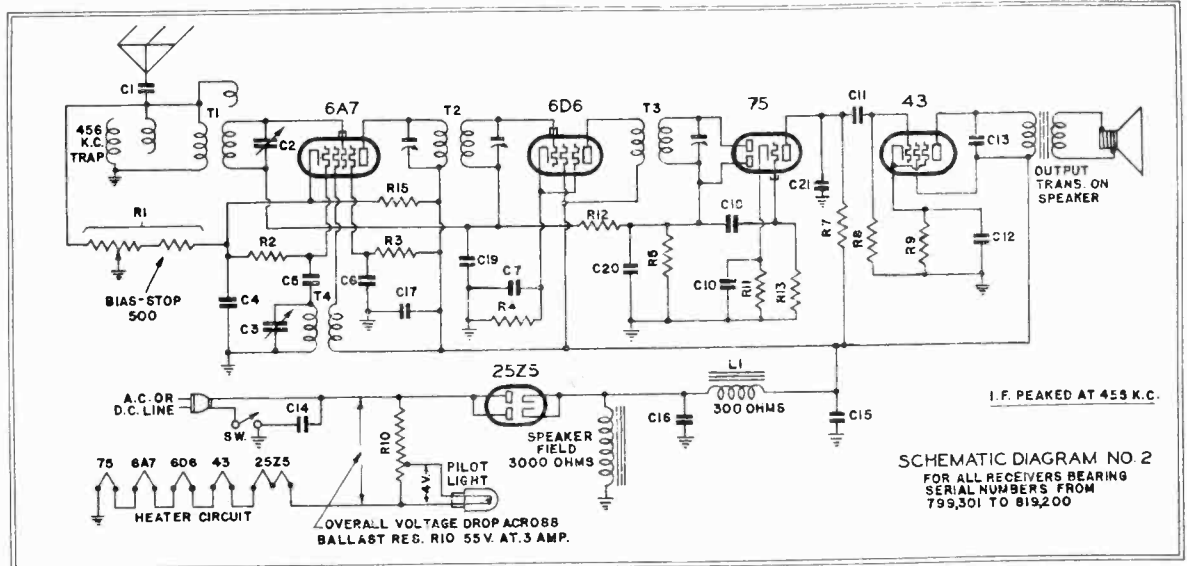 C1
T1
6A7
T2
6D6
T3
75
C11
43
456
K.C.
TRAP
C2
C13
C21
OUTPUT
TRANS. ON
SPEAKER
R1
R15
R12
C18
R7
R8
R9
C12
R2
R3
C19
C7
C20
R5
C10
R11
R13
C5
C6
C17
R4
BIAS-STOP
500
C4
C3
T4
25Z5
L1
300 OHMS
I.F. PEAKED AT 456 K.C.
A.C. OR
D.C. LINE
C14
SW.
R10
C16
C15
SPEAKER
FIELD
3000 OHMS
PILOT
LIGHT
4V.
75 6A7 6D6 43 25Z5
HEATER CIRCUIT
OVERALL VOLTAGE DROP ACROSS
BALLAST RES. R10 55V. AT .3 AMP.
SCHEMATIC DIAGRAM NO. 2
FOR ALL RECEIVERS BEARING
SERIAL NUMBERS FROM
799,301 TO 819,200